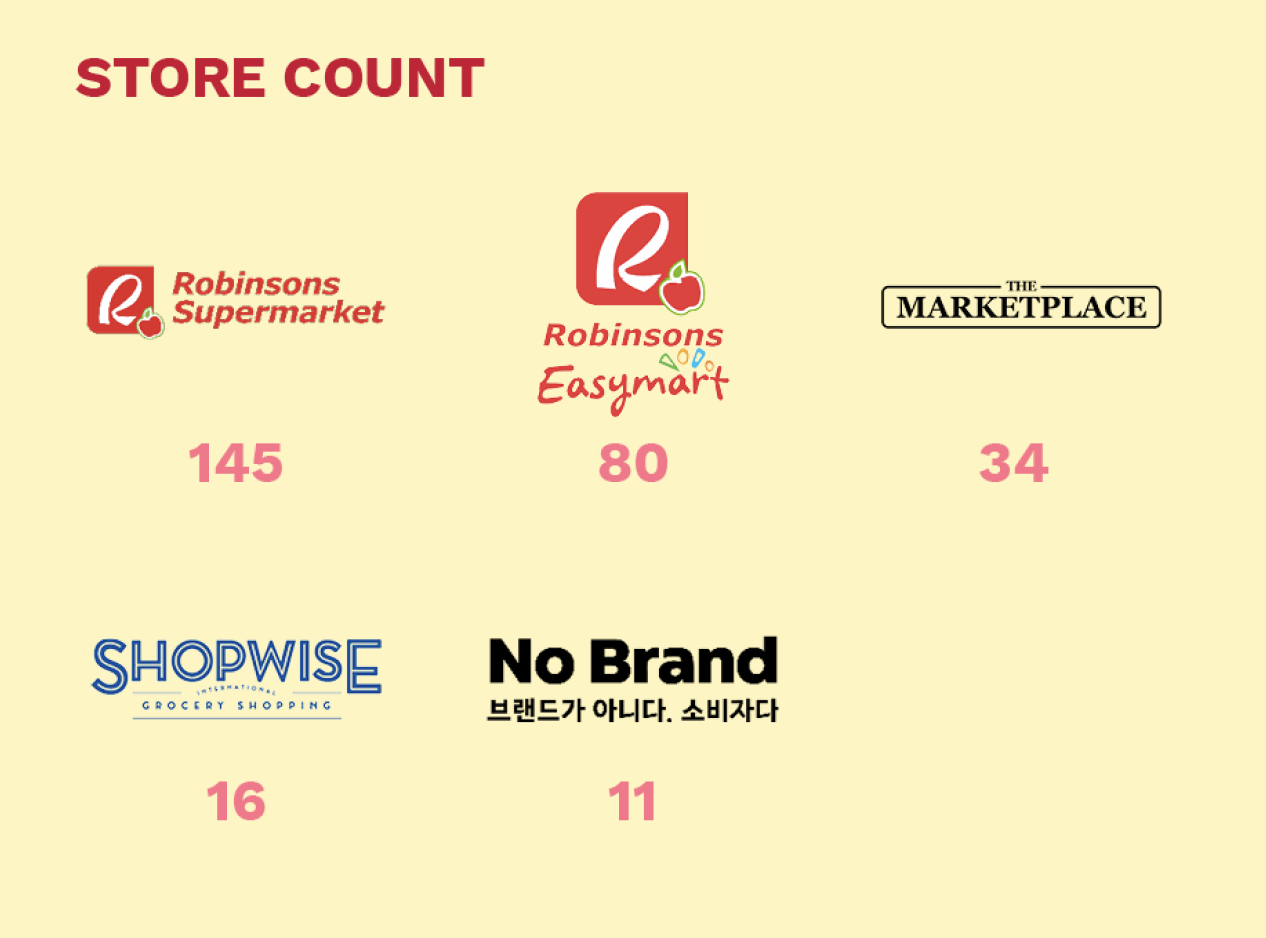 STORE COUNT
Robinsons
Supermarket
145
R
Robinsons
Easymart
80
THE
MARKETPLACE
34
SHOPWISE
INTERNATIONAL
GROCERY SHOPPING
16
No Brand
브랜드가 아니다. 소비자다
11